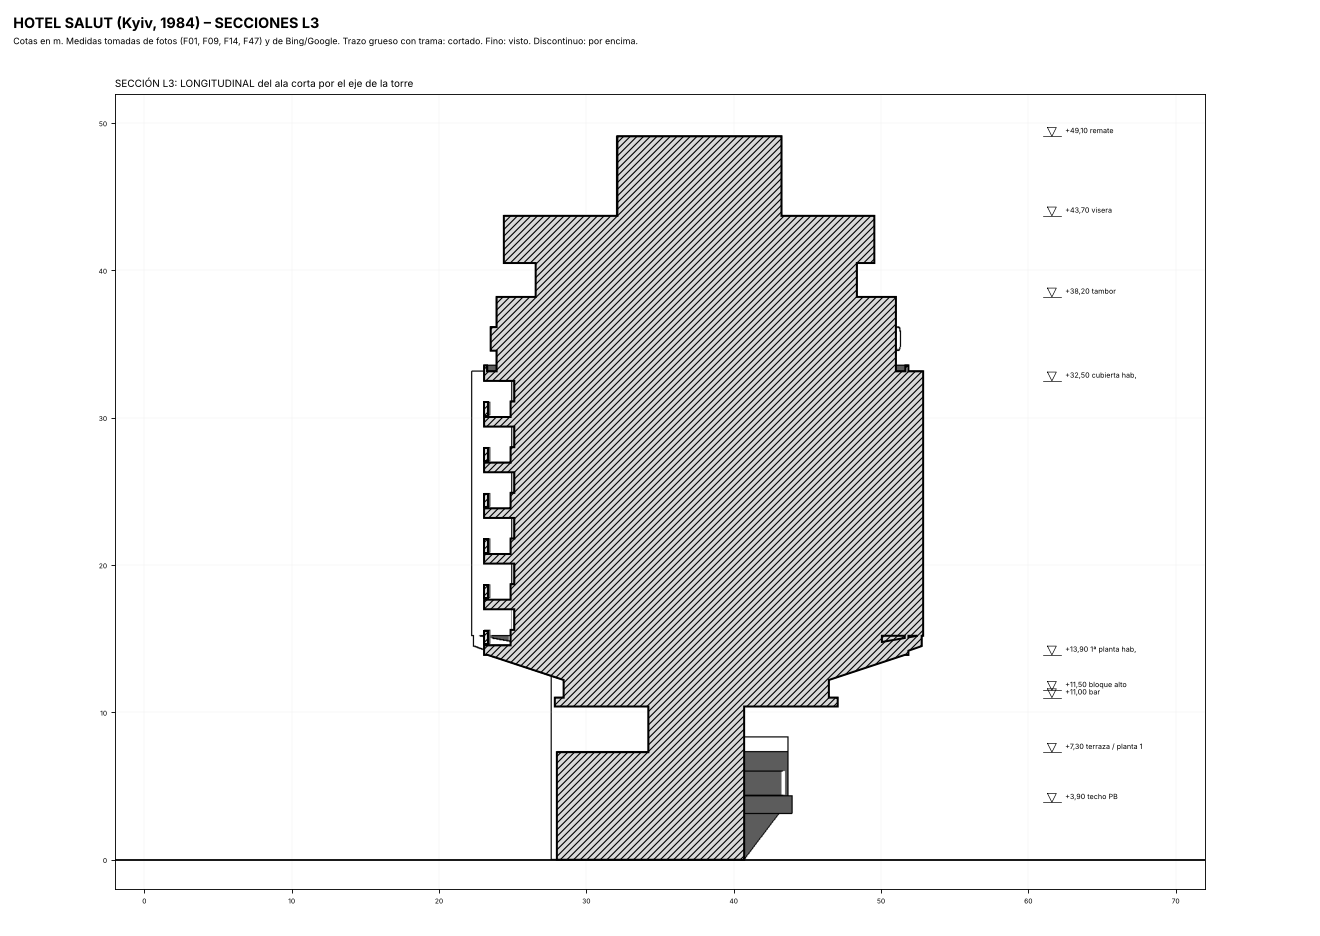 HOTEL SALUT (Kyiv, 1984) – SECCIONES L3
Cotas en m. Medidas tomadas de fotos (F01, F09, F14, F47) y de Bing/Google. Trazo grueso con trama: cortado. Fino: visto. Discontinuo: por encima.
SECCIÓN L3: LONGITUDINAL del ala corta por el eje de la torre
50
+49,10 remate
+43,70 visera
40
+38,20 tambor
+32,50 cubierta hab,
30
20
+13,90 1ª planta hab,
+11,50 bloque alto
+11,00 bar
10
+7,30 terraza / planta 1
+3,90 techo PB
0
0 10 20 30 40 50 60 70